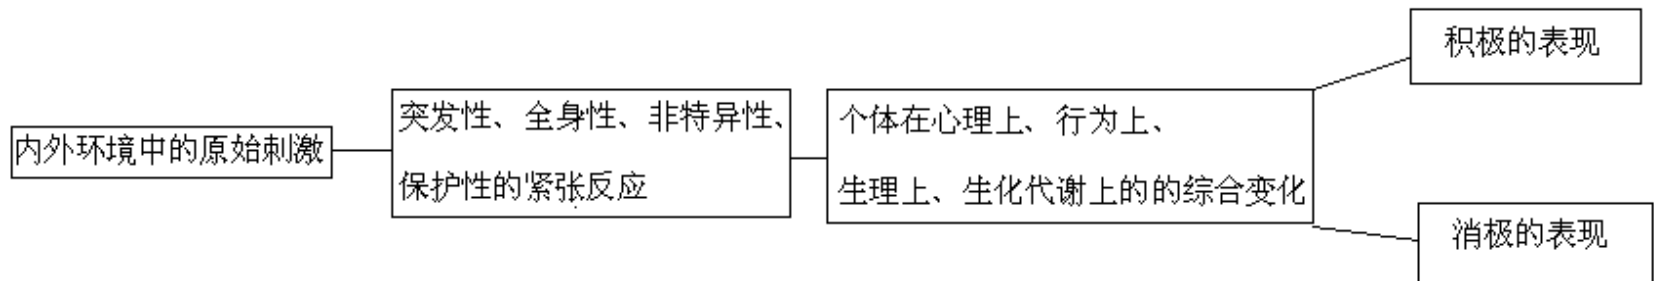 内外环境中的原始刺激
突发性、全身性、非特异性、
保护性的紧张反应
个体在心理上、行为上、
生理上、生化代谢上的的综合变化
积极的表现
消极的表现